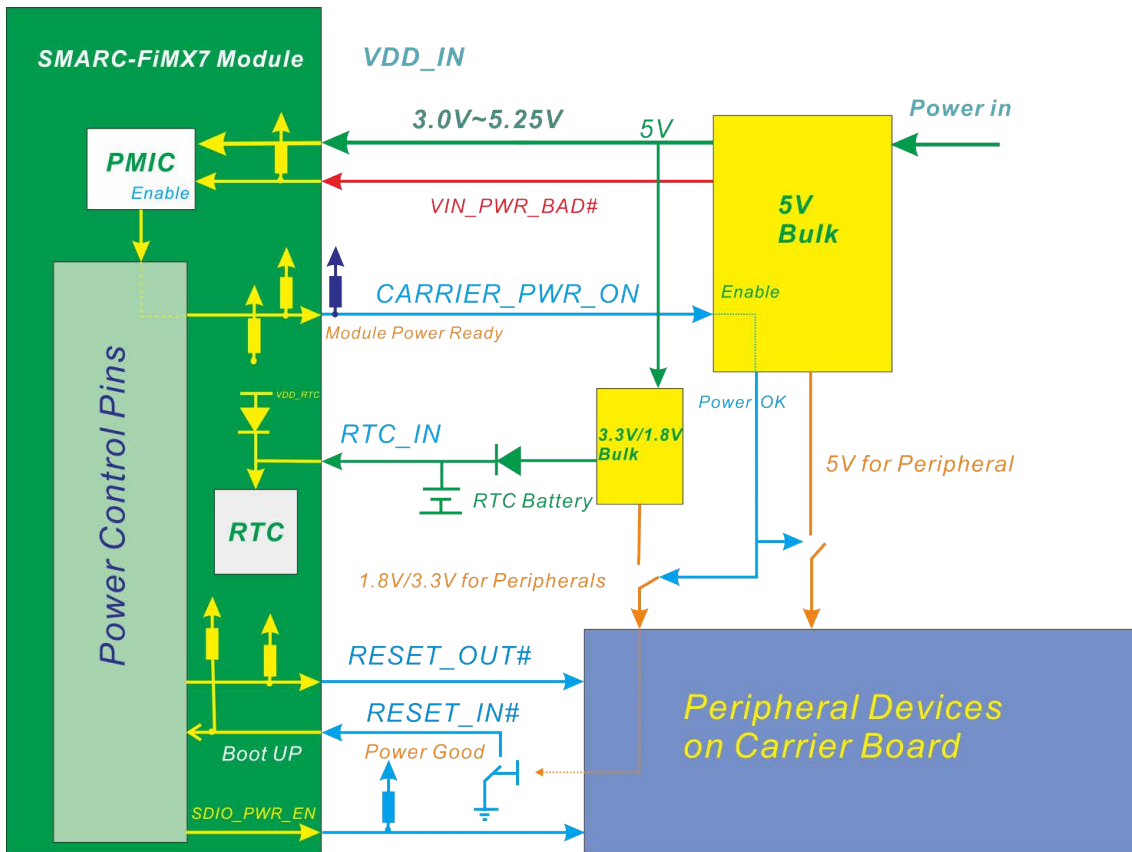 SMARC-FiMX7 Module
VDD_IN
3.0V~5.25V
5V
Power in
PMIC
Enable
VIN_PWR_BAD#
5V
Bulk
CARRIER_PWR_ON
Enable
Module Power Ready
Power Control Pins
VDD_RTC
Power OK
RTC_IN
3.3V/1.8V
Bulk
5V for Peripheral
RTC Battery
RTC
1.8V/3.3V for Peripherals
RESET_OUT#
RESET_IN#
Peripheral Devices
on Carrier Board
Boot UP
Power Good
SDIO_PWR_EN